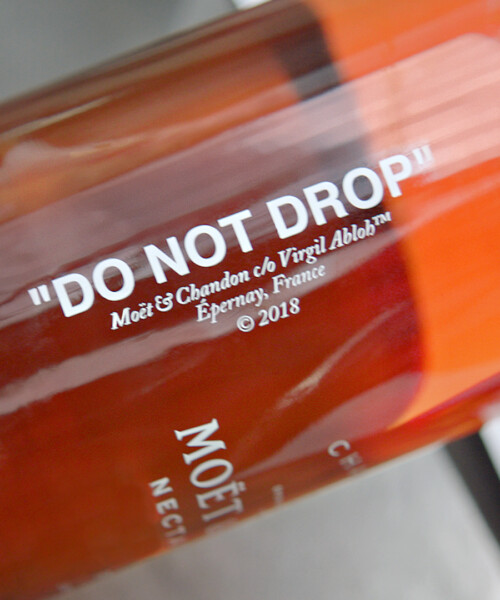 "DO NOT DROP"
Moët & Chandon c/o Virgil Abloh™
Épernay, France
© 2018
MOËT